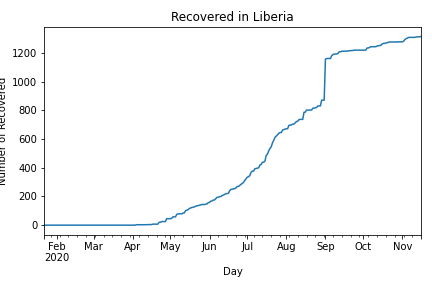 Recovered in Liberia
Number of Recovered
1200
1000
800
600
400
200
0
Feb Mar Apr May Jun Jul Aug Sep Oct Nov
2020
Day